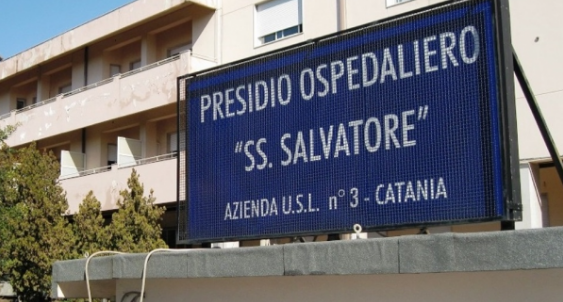 PRESIDIO OSPEDALIERO
"SS. SALVATORE"
AZIENDA U.S.L. n° 3 - CATANIA